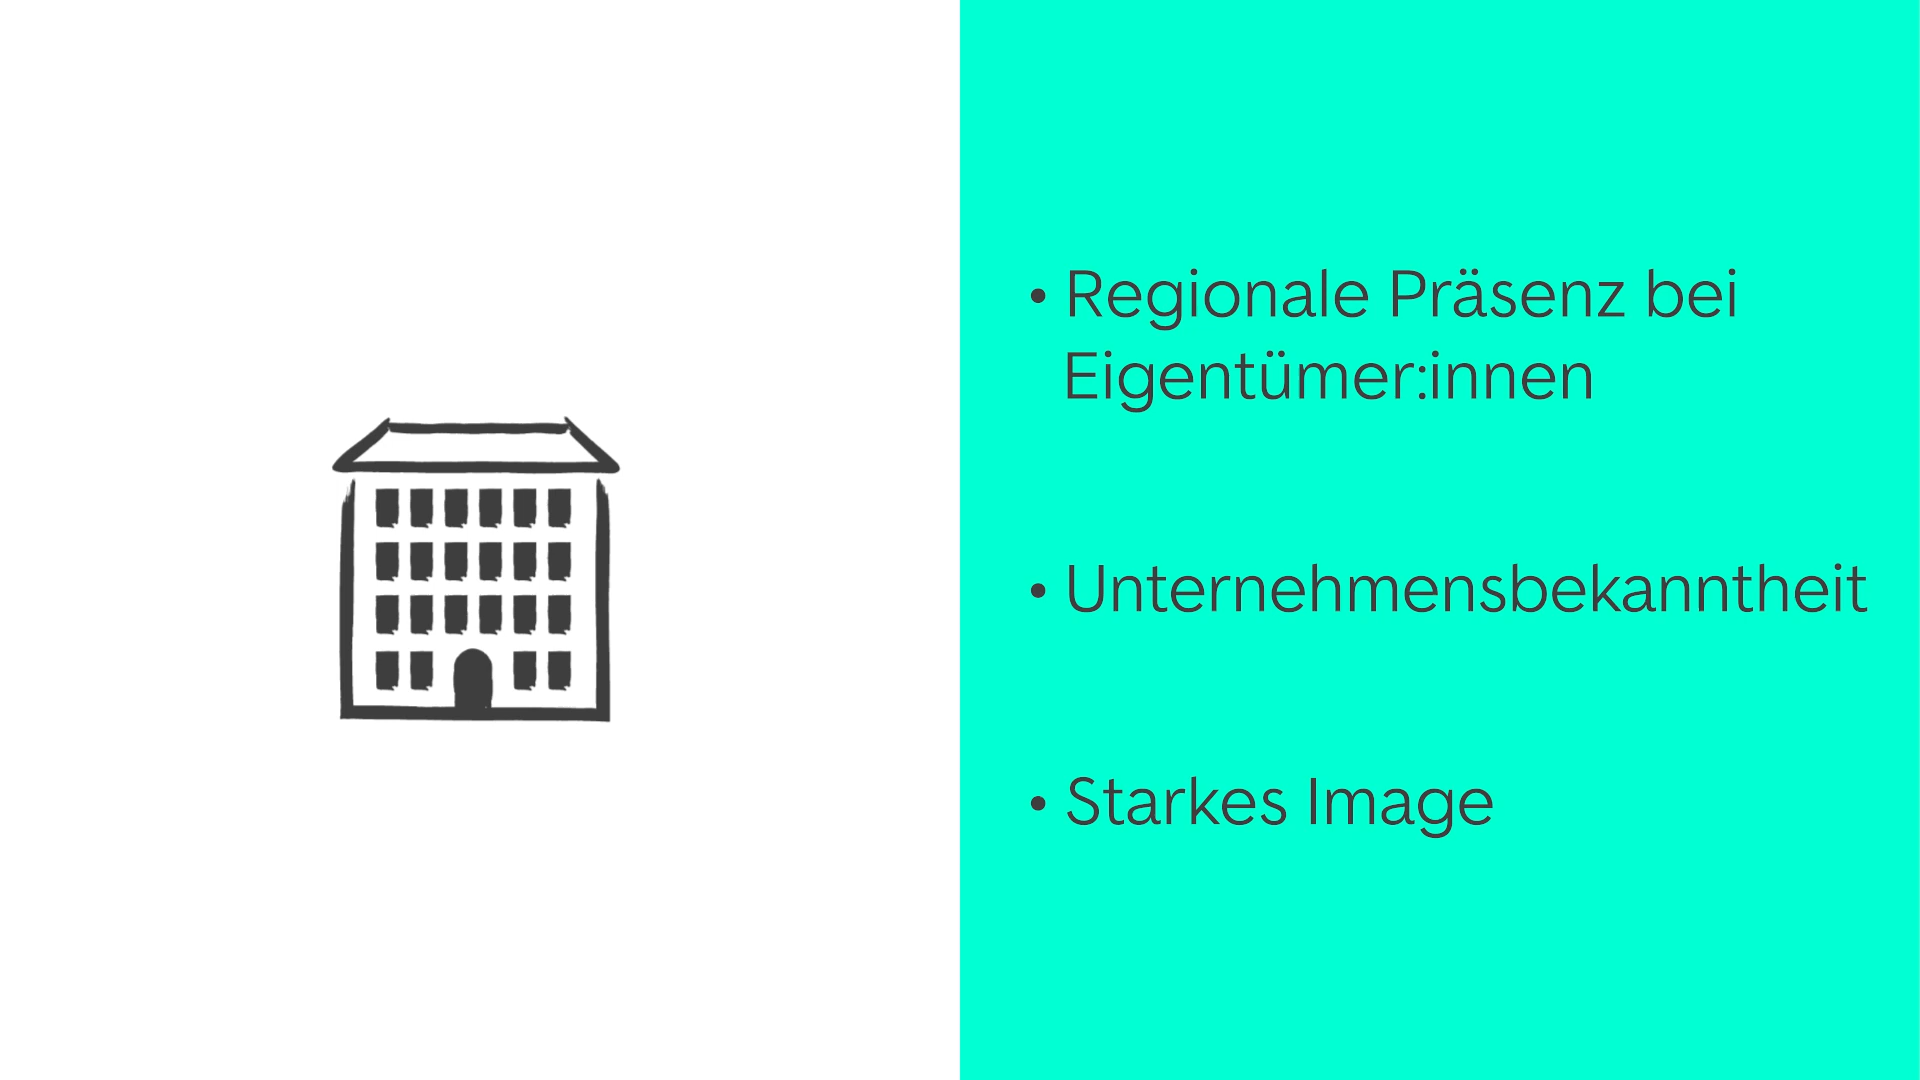 • Regionale Präsenz bei
Eigentümer:innen
• Unternehmensbekanntheit
• Starkes Image